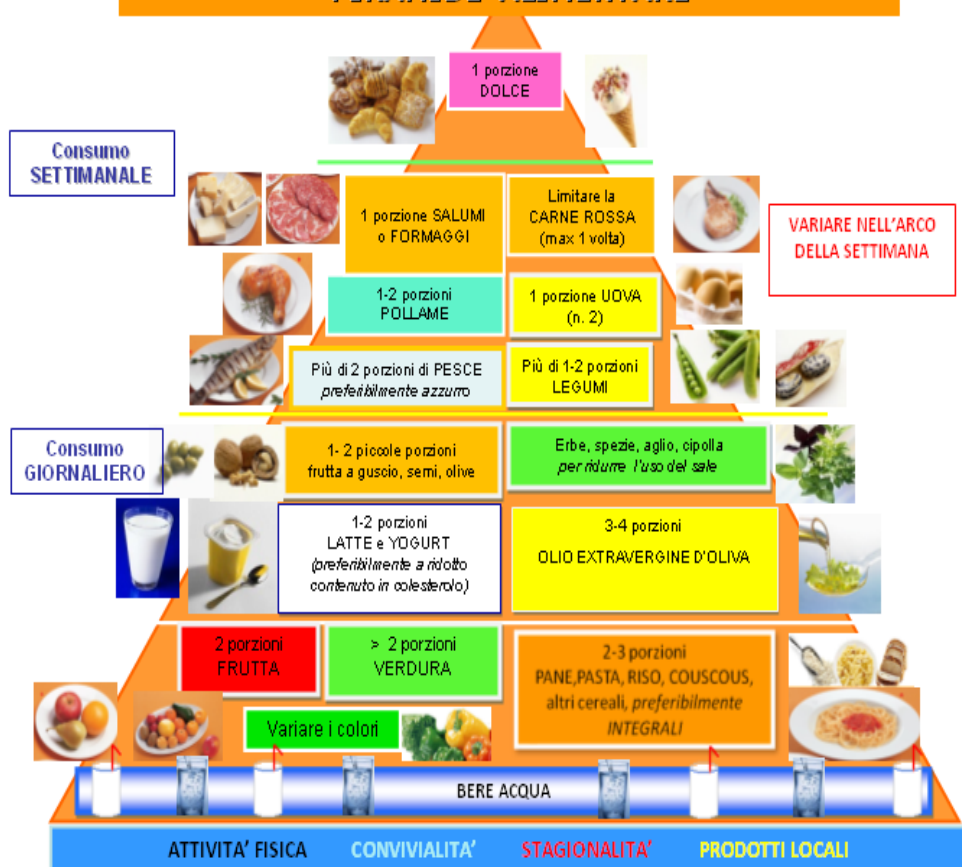 1 porzione
DOLCE
Consumo
SETTIMANALE
1 porzione SALUMI
o FORMAGGI
Limitare la
CARNE ROSSA
(max 1 volta)
VARIARE NELL'ARCO
DELLA SETTIMANA
1-2 porzioni
POLLAME
1 porzione UOVA
(n. 2)
Più di 2 porzioni di PESCE
preferibilmente azzurro
Più di 1-2 porzioni
LEGUMI
Consumo
GIORNALIERO
1- 2 piccole porzioni
frutta a guscio, semi, olive
Erbe, spezie, aglio, cipolla
per ridurre l'uso del sale
1-2 porzioni
LATTE e YOGURT
(preferibilmente a ridotto
contenuto in colesterolo)
3-4 porzioni
OLIO EXTRAVERGINE D'OLIVA
2 porzioni
FRUTTA
> 2 porzioni
VERDURA
2-3 porzioni
PANE,PASTA, RISO, COUSCOUS,
altri cereali, preferibilmente
INTEGRALI
Variare i colori
BERE ACQUA
ATTIVITA' FISICA CONVIVIALITA' STAGIONALITA' PRODOTTI LOCALI